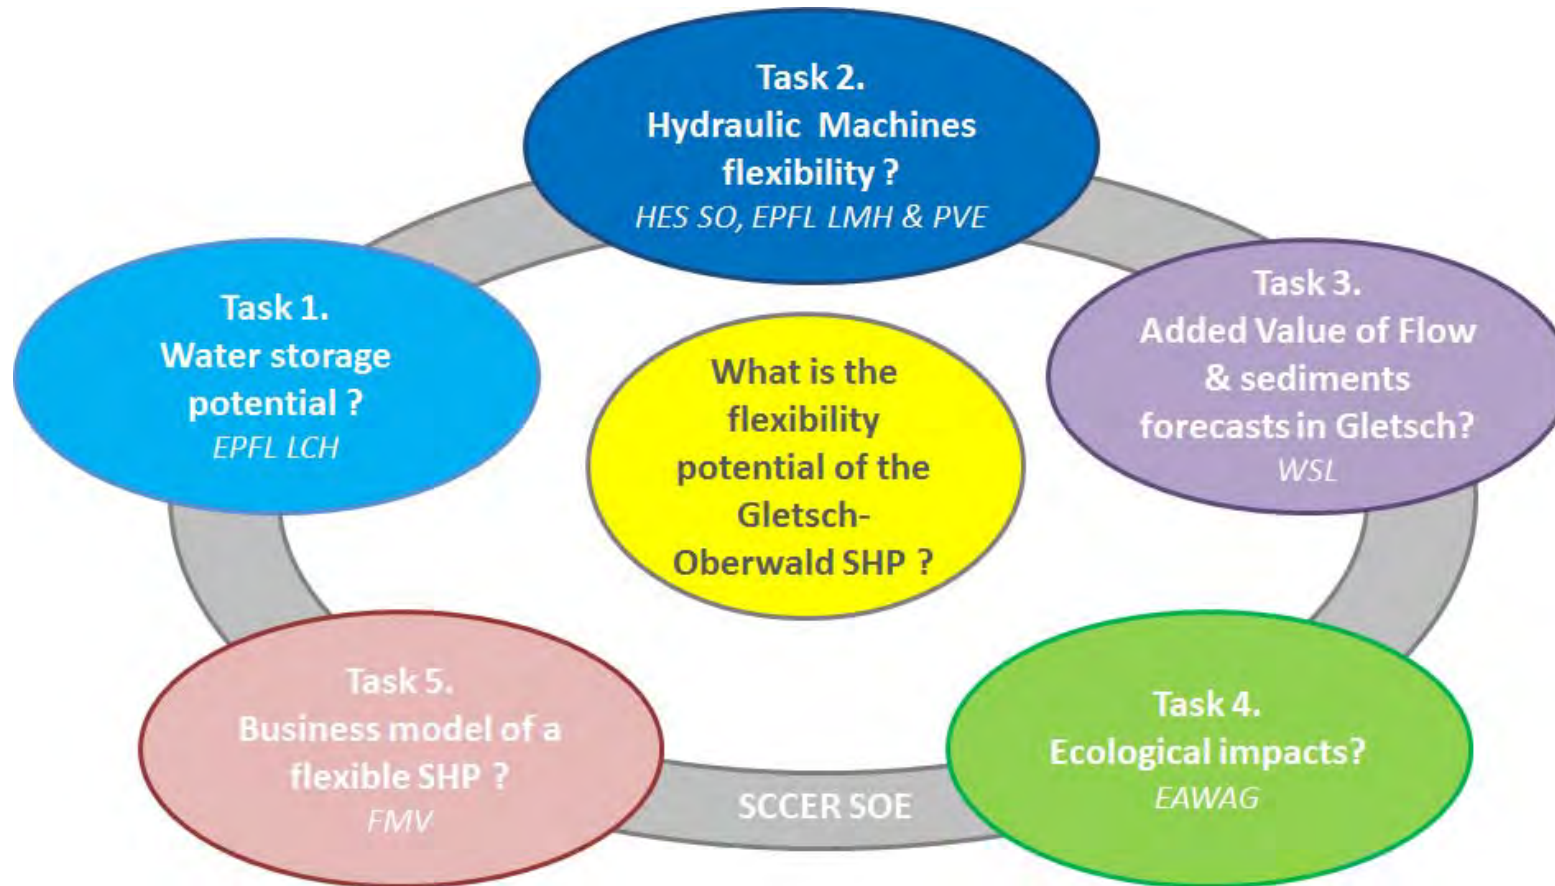 Task 1.
Water storage
potential ?
EPFL LCH
Task 2.
Hydraulic Machines
flexibility ?
HES SO, EPFL LMH & PVE
Task 3.
Added Value of Flow
& sediments
forecasts in Gletsch?
WSL
What is the
flexibility
potential of the
Gletsch-
Oberwald SHP ?
Task 4.
Ecological impacts?
EAWAG
Task 5.
Business model of a
flexible SHP ?
FMV
SCCER SOE